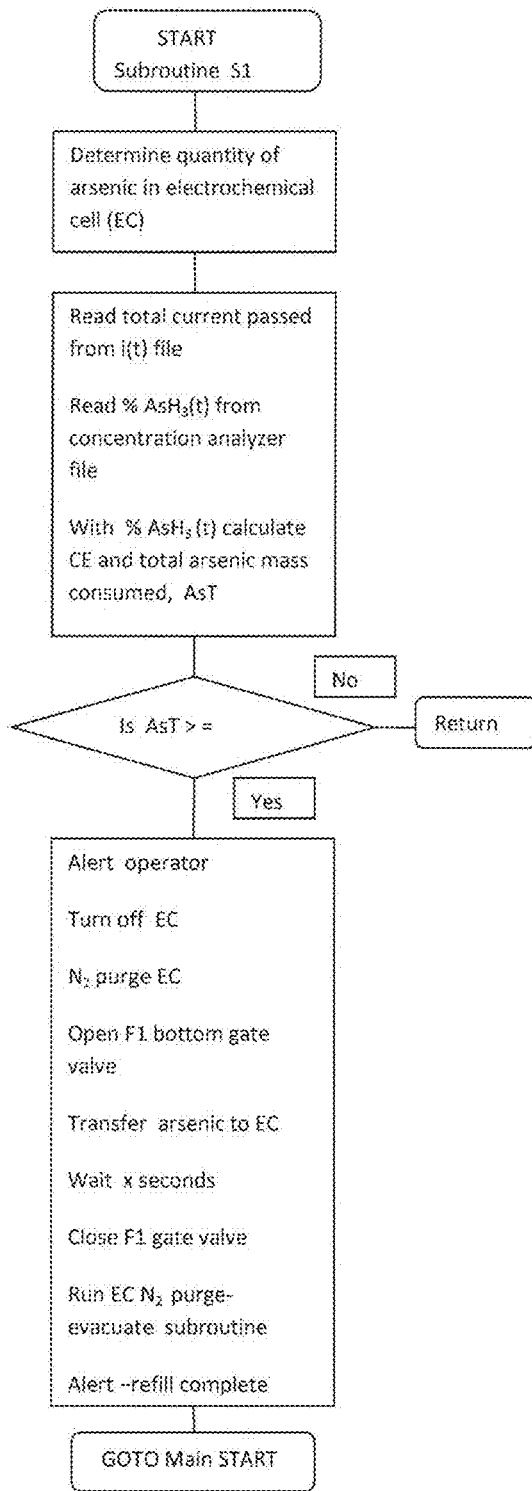 START
Subroutine S1
Determine quantity of
arsenic in electrochemical
cell (EC)
Read total current passed
from i(t) file
Read % AsH₃(t) from
concentration analyzer
file
With % AsH₃ (t) calculate
CE and total arsenic mass
consumed, AsT
No
Is AsT > =
Return
Yes
Alert operator
Turn off EC
N₂ purge EC
Open F1 bottom gate
valve
Transfer arsenic to EC
Wait x seconds
Close F1 gate valve
Run EC N₂ purge-
evacuate subroutine
Alert --refill complete
GOTO Main START